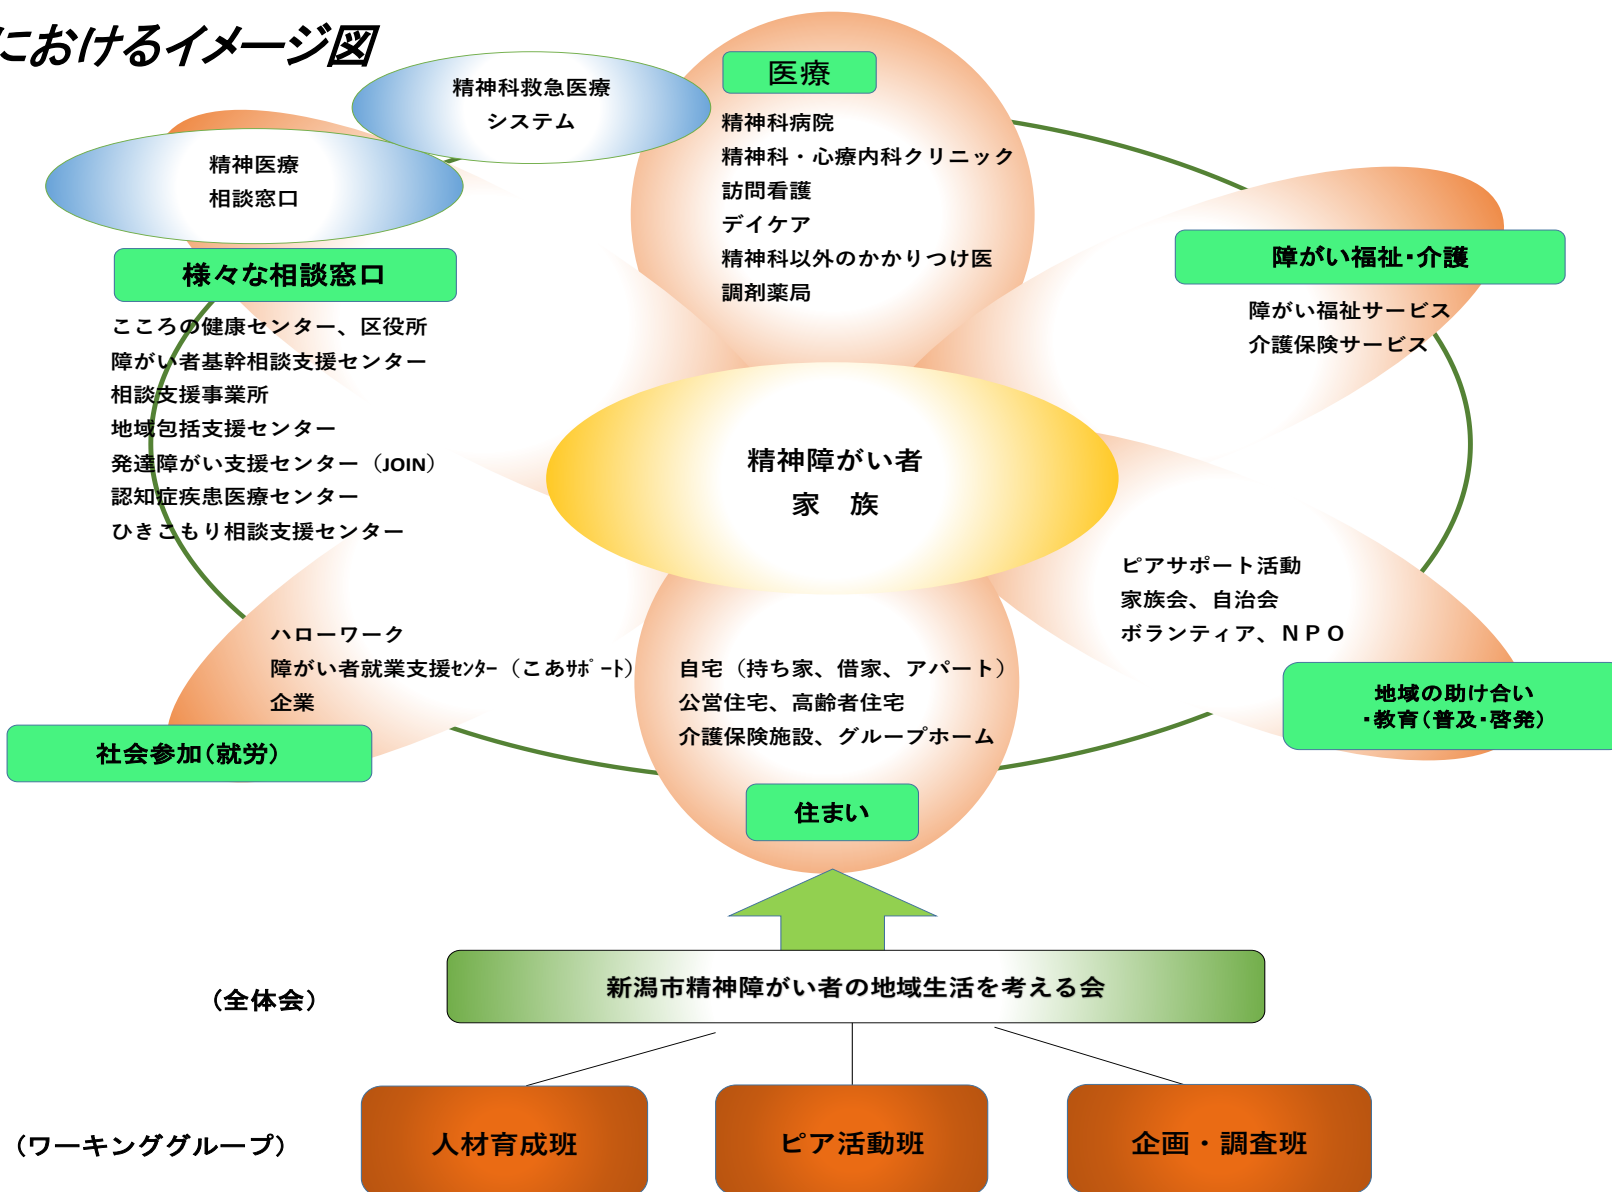 におけるイメージ図
精神科救急医療
システム
精神医療
相談窓口
医療
精神科病院
精神科・心療内科クリニック
訪問看護
デイケア
精神科以外のかかりつけ医
調剤薬局
障がい福祉・介護
障がい福祉サービス
介護保険サービス
様々な相談窓口
こころの健康センター、区役所
障がい者基幹相談支援センター
相談支援事業所
地域包括支援センター
発達障がい支援センター（JOIN）
認知症疾患医療センター
ひきこもり相談支援センター
精神障がい者
家　族
ピアサポート活動
家族会、自治会
ボランティア、ＮＰＯ
地域の助け合い
・教育（普及・啓発）
ハローワーク
障がい者就業支援ｾﾝﾀｰ（こあｻﾎﾟｰﾄ）
企業
社会参加（就労）
自宅（持ち家、借家、アパート）
公営住宅、高齢者住宅
介護保険施設、グループホーム
住まい
（全体会）
新潟市精神障がい者の地域生活を考える会
（ワーキンググループ）
人材育成班
ピア活動班
企画・調査班